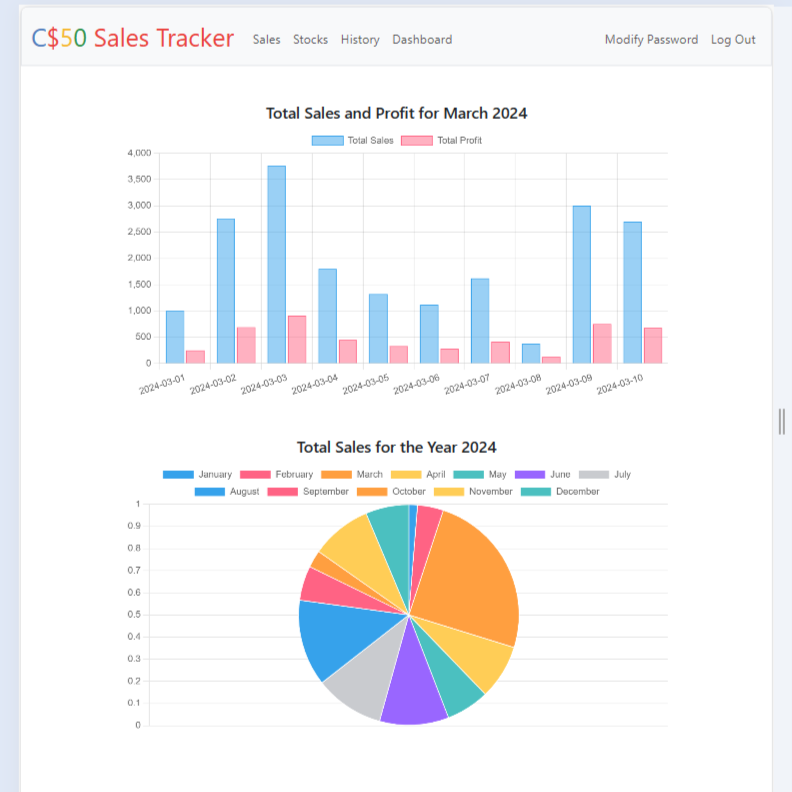 C$50 Sales Tracker Sales Stocks History Dashboard Modify Password Log Out
Total Sales and Profit for March 2024
Total Sales Total Profit
4,000
3,500
3,000
2,500
2,000
1,500
1,000
500
0
2024-03-01 2024-03-02 2024-03-03 2024-03-04 2024-03-05 2024-03-06 2024-03-07 2024-03-08 2024-03-09 2024-03-10
Total Sales for the Year 2024
January February March April May June July
August September October November December
1
0.9
0.8
0.7
0.6
0.5
0.4
0.3
0.2
0.1
0